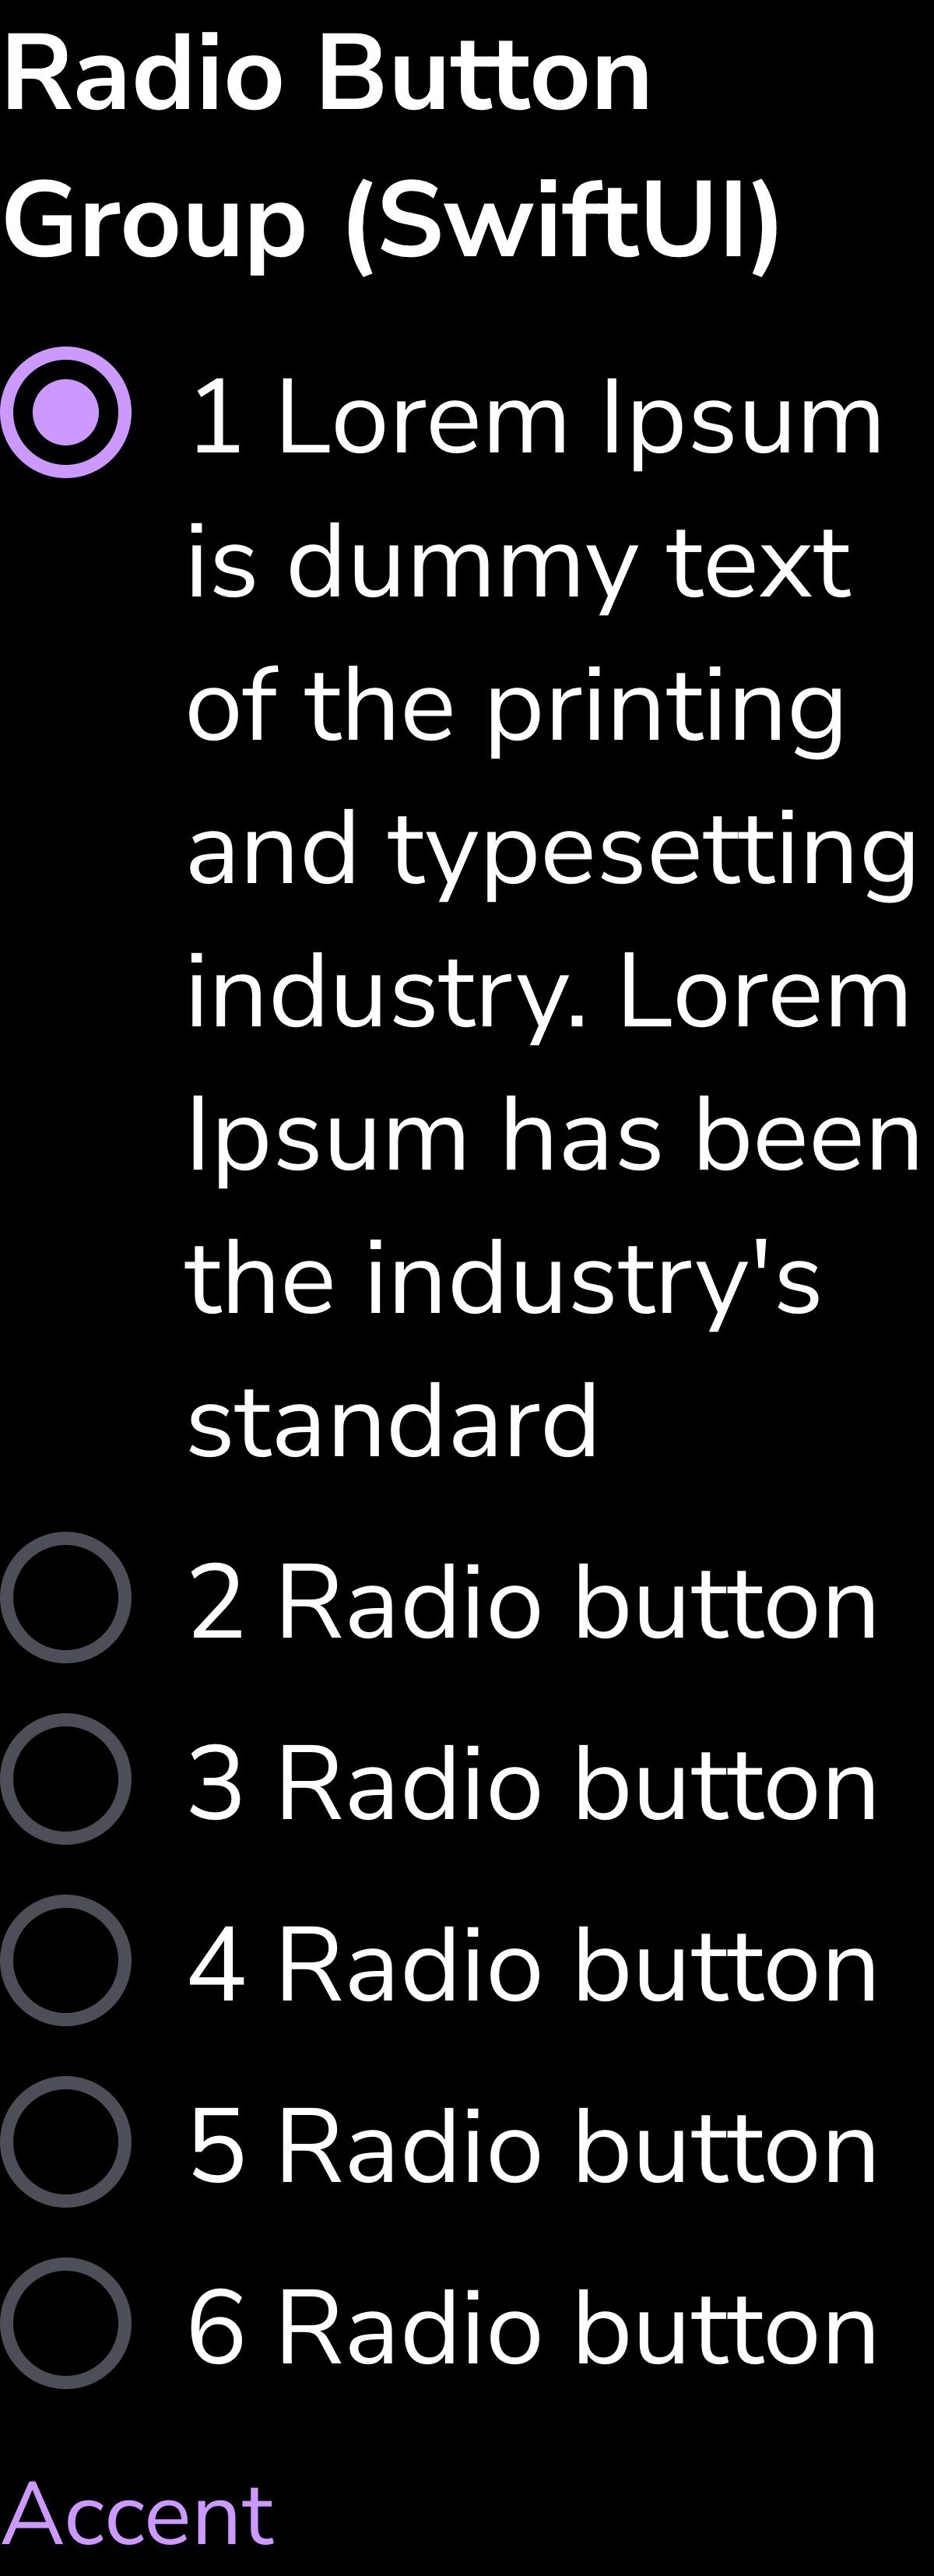 Radio Button
Group (SwiftUI)
1 Lorem Ipsum
is dummy text
of the printing
and typesetting
industry. Lorem
Ipsum has been
the industry's
standard
2 Radio button
3 Radio button
4 Radio button
5 Radio button
6 Radio button
Accent